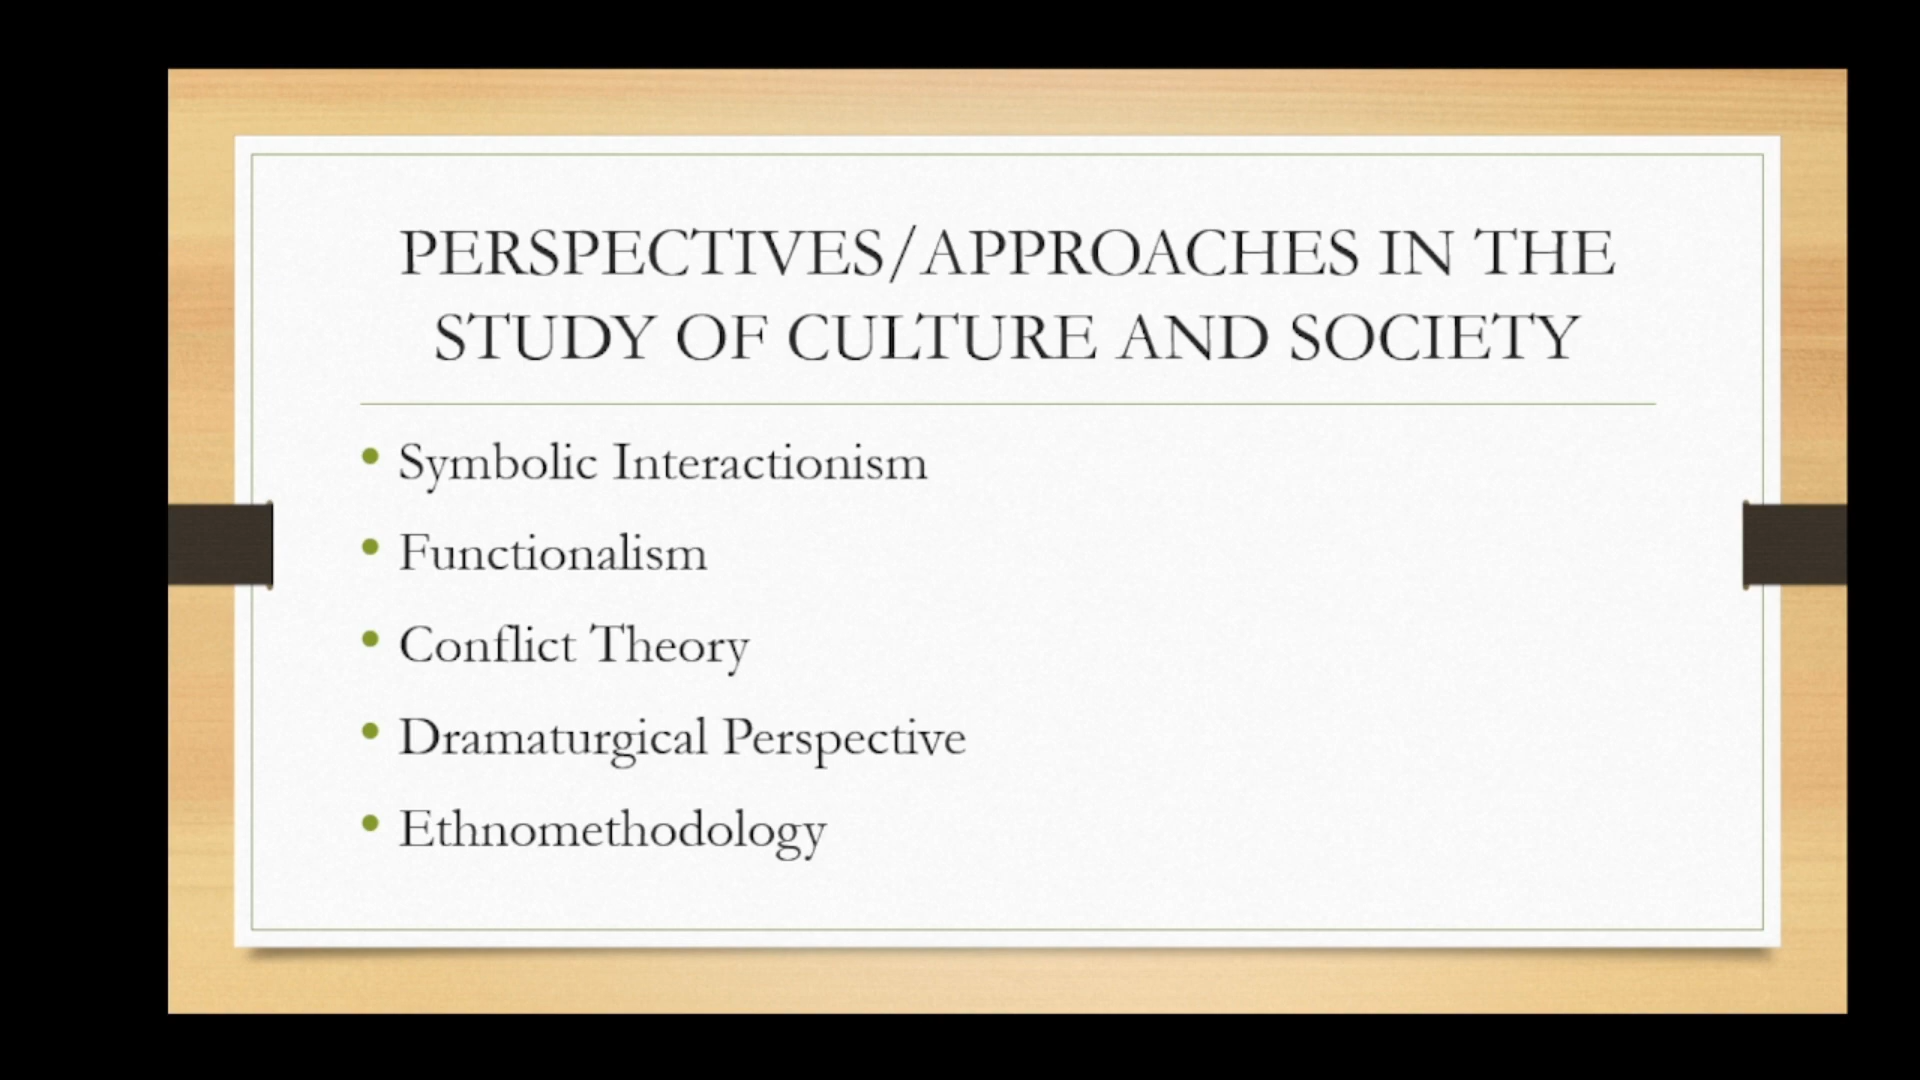 PERSPECTIVES/APPROACHES IN THE
STUDY OF CULTURE AND SOCIETY
• Symbolic Interactionism
• Functionalism
• Conflict Theory
• Dramaturgical Perspective
• Ethnomethodology